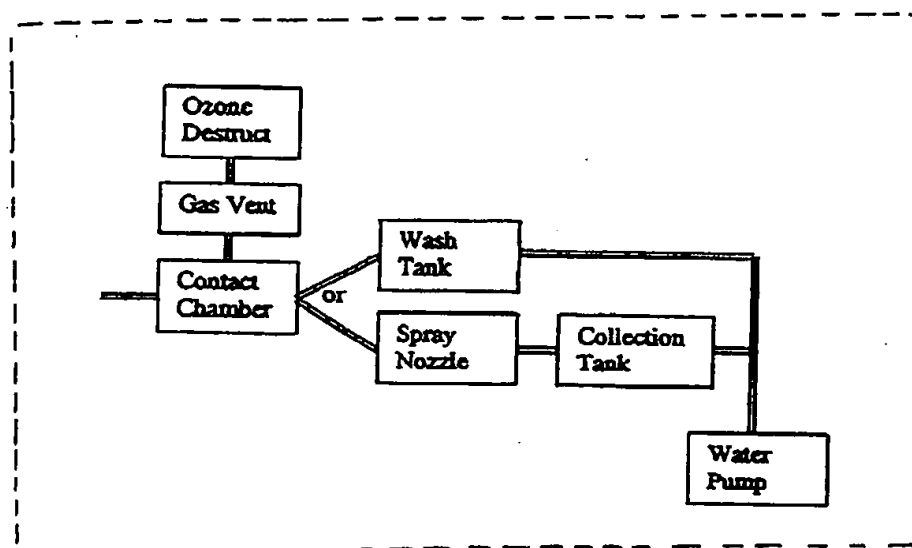 Ozone
Destruct
Gas Vent
Contact
Chamber
or
Wash
Tank
Spray
Nozzle
Collection
Tank
Water
Pump